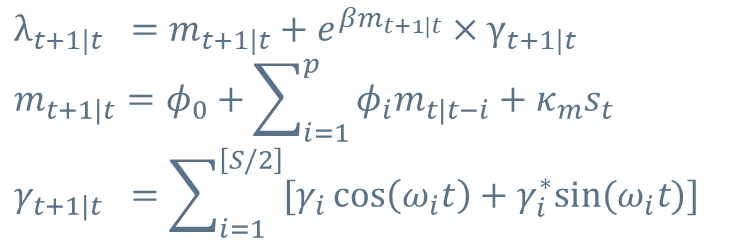 λ_{t+1|t} = m_{t+1|t} + e^{βm_{t+1|t}} × γ_{t+1|t}
m_{t+1|t} = ϕ_0 + ∑_{i=1}^{p} ϕ_i m_{t|t−i} + κ_m s_t
γ_{t+1|t} = ∑_{i=1}^{[S/2]} [γ_i cos(ω_i t) + γ_i^* sin(ω_i t)]